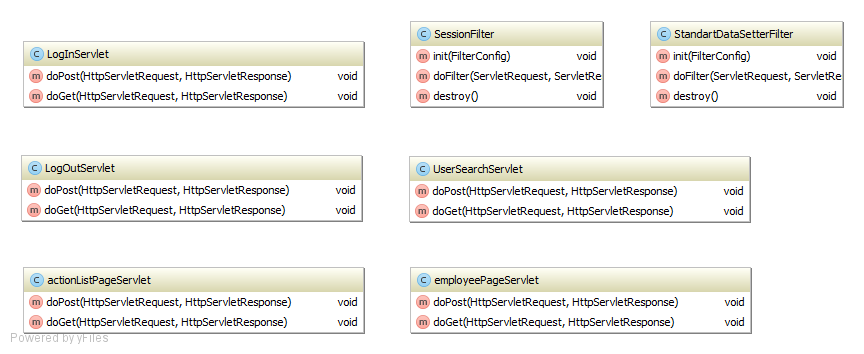 C LogInServlet
m doPost(HttpServletRequest, HttpServletResponse) void
m doGet(HttpServletRequest, HttpServletResponse) void
C SessionFilter
m init(FilterConfig) void
m doFilter(ServletRequest, ServletRe
m destroy() void
C StandartDataSetterFilter
m init(FilterConfig) void
m doFilter(ServletRequest, ServletRe
m destroy() void
C LogOutServlet
m doPost(HttpServletRequest, HttpServletResponse) void
m doGet(HttpServletRequest, HttpServletResponse) void
C UserSearchServlet
m doPost(HttpServletRequest, HttpServletResponse) void
m doGet(HttpServletRequest, HttpServletResponse) void
C actionListPageServlet
m doPost(HttpServletRequest, HttpServletResponse) void
m doGet(HttpServletRequest, HttpServletResponse) void
C employeePageServlet
m doPost(HttpServletRequest, HttpServletResponse) void
m doGet(HttpServletRequest, HttpServletResponse) void
Powered by yFiles